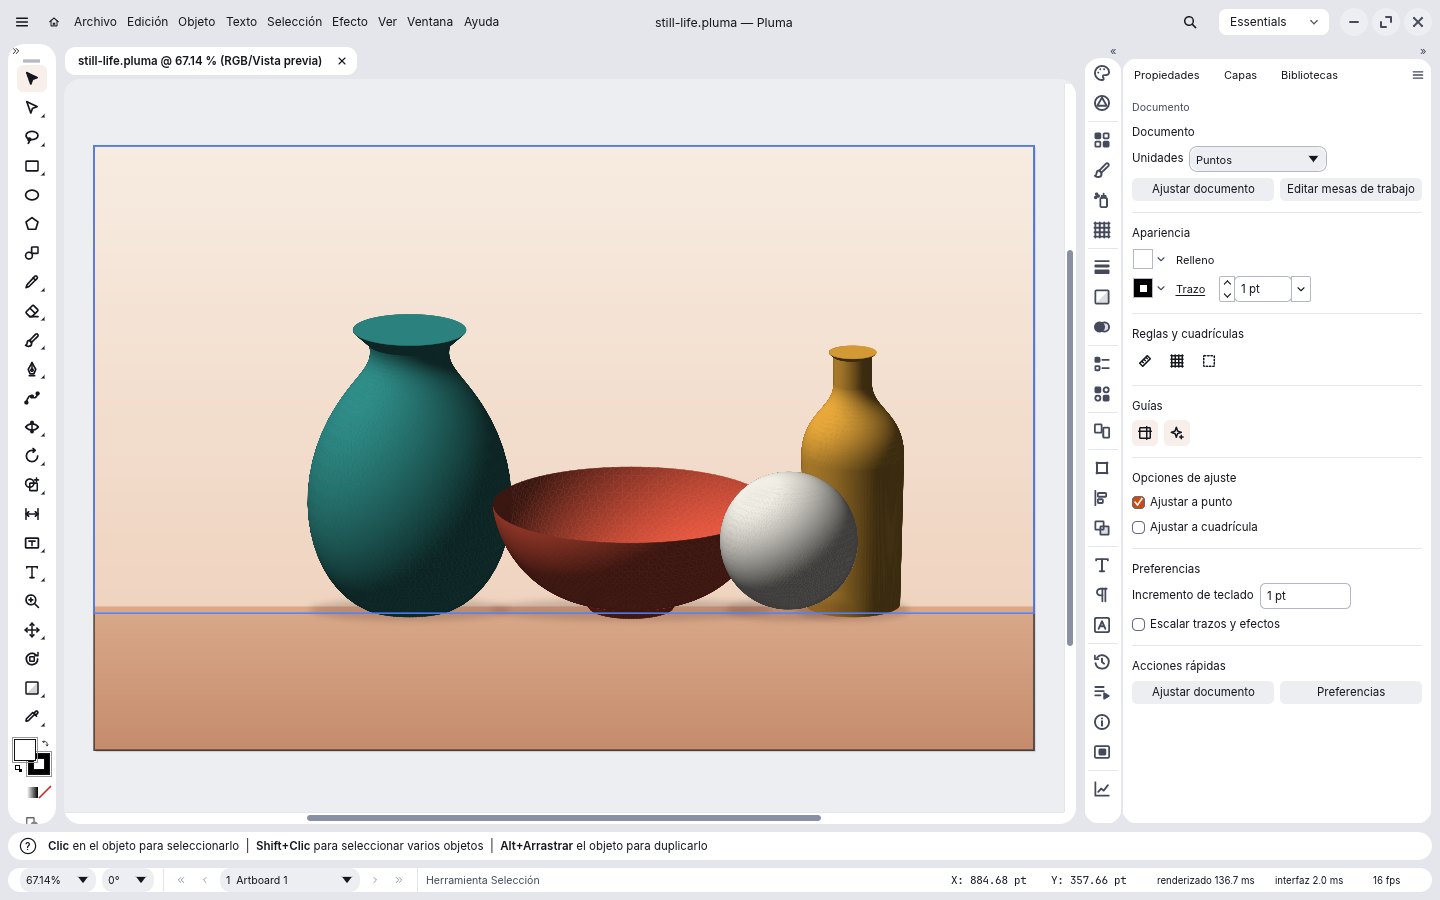 Archivo Edición Objeto Texto Selección Efecto Ver Ventana Ayuda
still-life.pluma — Pluma
Essentials
still-life.pluma @ 67.14 % (RGB/Vista previa)
Propiedades Capas Bibliotecas
Documento
Documento
Unidades Puntos
Ajustar documento Editar mesas de trabajo
Apariencia
Relleno
Trazo 1 pt
Reglas y cuadrículas
Guías
Opciones de ajuste
Ajustar a punto
Ajustar a cuadrícula
Preferencias
Incremento de teclado 1 pt
Escalar trazos y efectos
Acciones rápidas
Ajustar documento Preferencias
Clic en el objeto para seleccionarlo | Shift+Clic para seleccionar varios objetos | Alt+Arrastrar el objeto para duplicarlo
67.14% 0° 1 Artboard 1 Herramienta Selección X: 884.68 pt Y: 357.66 pt renderizado 136.7 ms interfaz 2.0 ms 16 fps